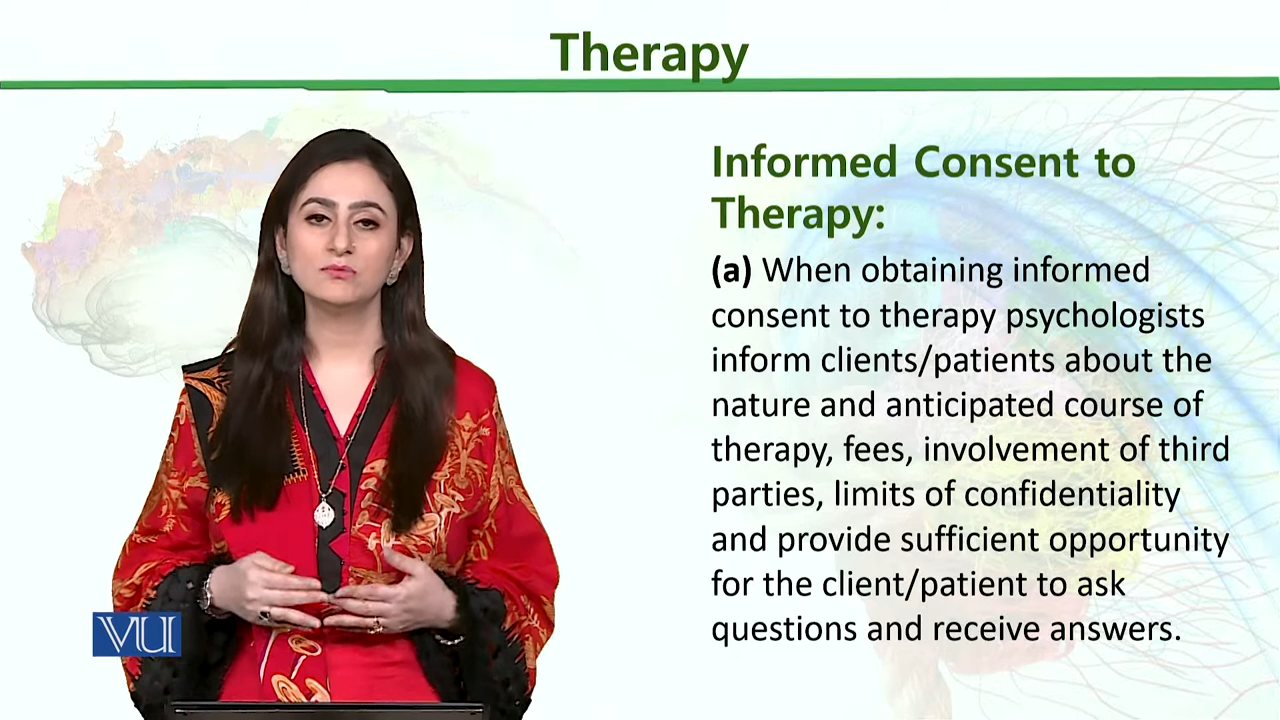 Therapy
Informed Consent to
Therapy:
(a) When obtaining informed
consent to therapy psychologists
inform clients/patients about the
nature and anticipated course of
therapy, fees, involvement of third
parties, limits of confidentiality
and provide sufficient opportunity
for the client/patient to ask
questions and receive answers.
VU